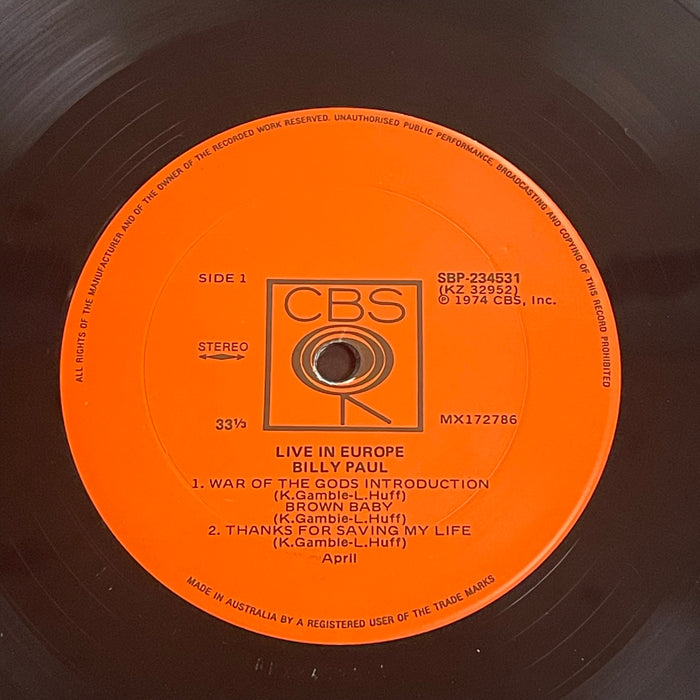 ALL RIGHTS OF THE MANUFACTURER AND OF THE OWNER OF THE RECORDED WORK RESERVED. UNAUTHORISED PUBLIC PERFORMANCE, BROADCASTING AND COPYING OF THIS RECORD PROHIBITED
SIDE 1
SBP-234531
(KZ 32952)
℗ 1974 CBS, Inc.
CBS
STEREO
33⅓
MX172786
LIVE IN EUROPE
BILLY PAUL
1. WAR OF THE GODS INTRODUCTION
(K.Gamble-L.Huff)
BROWN BABY
(K.Gamble-L.Huff)
2. THANKS FOR SAVING MY LIFE
(K.Gamble-L.Huff)
April
MADE IN AUSTRALIA BY A REGISTERED USER OF THE TRADE MARKS